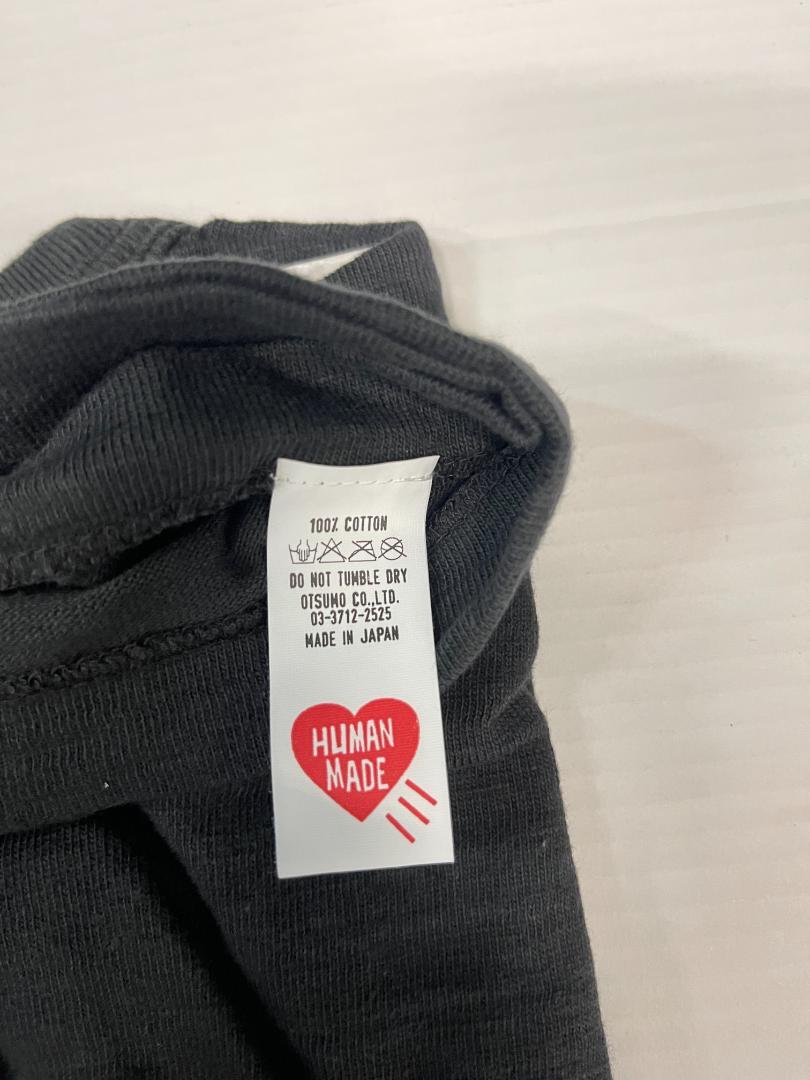 100% COTTON
DO NOT TUMBLE DRY
OTSUMO CO.,LTD.
03-3712-2525
MADE IN JAPAN
HUMAN
MADE